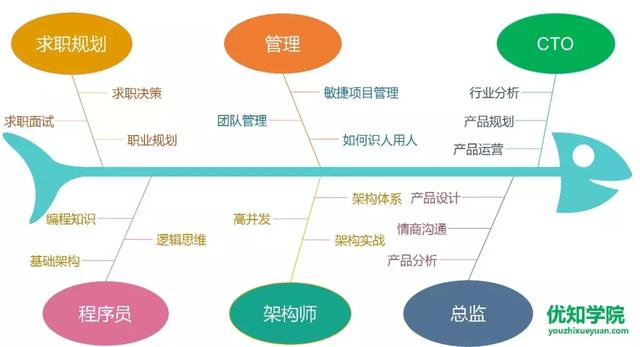 求职规划
管理
CTO
求职决策
求职面试
职业规划
敏捷项目管理
团队管理
如何识人用人
行业分析
产品规划
产品运营
编程知识
逻辑思维
基础架构
架构体系
高并发
架构实战
产品设计
情商沟通
产品分析
程序员
架构师
总监
优知学院
youzhixueyuan.com